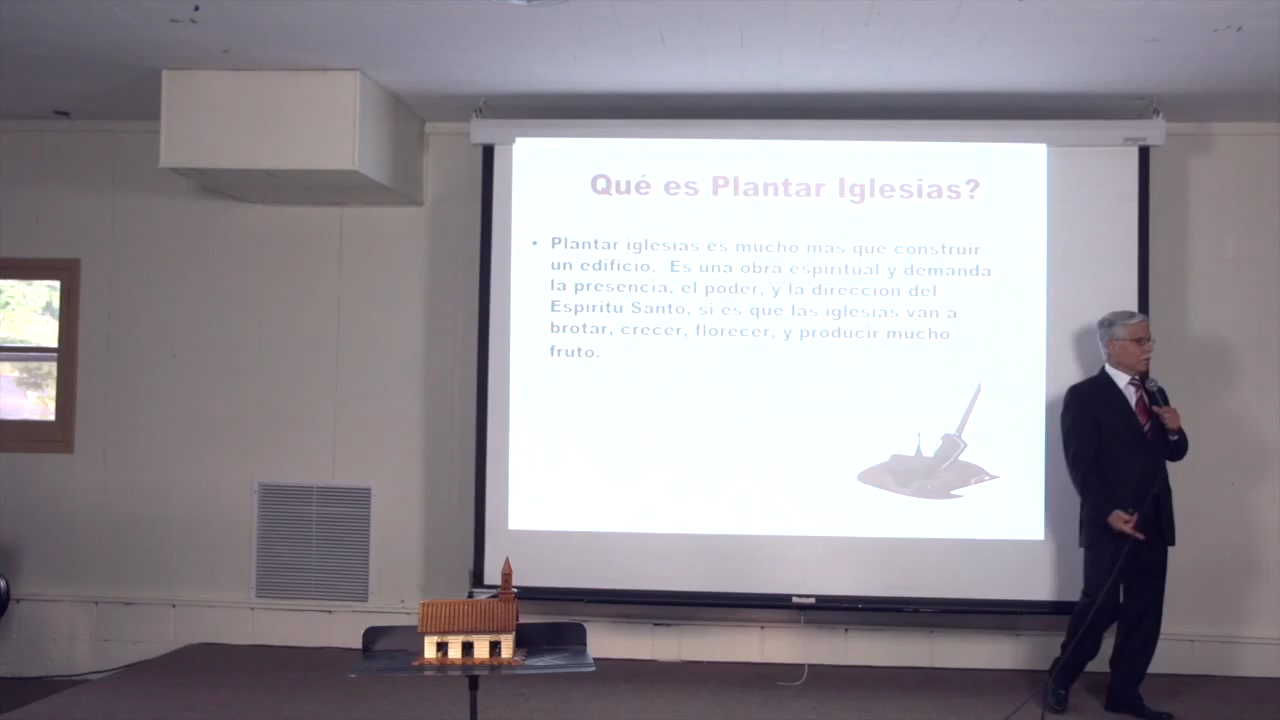 Qué es Plantar Iglesias?
• Plantar iglesias es mucho mas que construir
un edificio. Es una obra espiritual y demanda
la presencia, el poder, y la direccion del
Espiritu Santo, si es que las iglesias van a
brotar, crecer, florecer, y producir mucho
fruto.